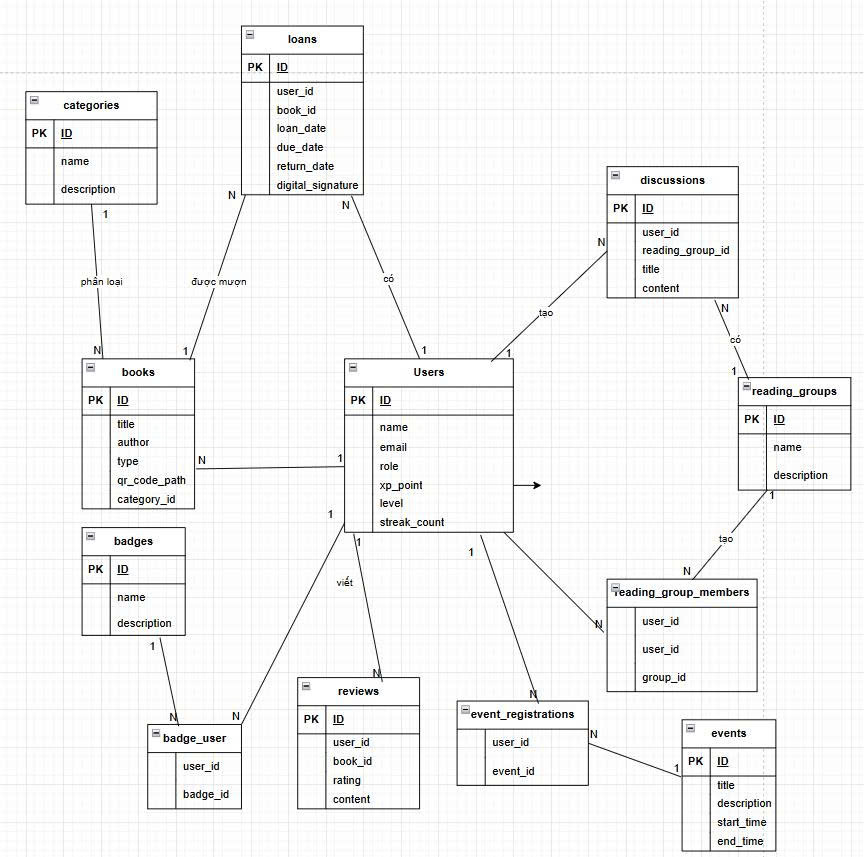 loans
PK ID
user_id
book_id
loan_date
due_date
return_date
digital_signature
categories
PK ID
name
description
discussions
PK ID
user_id
reading_group_id
title
content
1
N
N
N
phân loại
được mượn
có
tạo
N
có
N
1
1
1
1
books
PK ID
title
author
type
qr_code_path
category_id
Users
PK ID
name
email
role
xp_point
level
streak_count
reading_groups
PK ID
name
description
N
1
1
1
1
1
viết
tạo
N
badges
PK ID
name
description
reading_group_members
user_id
user_id
group_id
N
1
N
N
N
N
badge_user
user_id
badge_id
reviews
PK ID
user_id
book_id
rating
content
event_registrations
user_id
event_id
N
1
events
PK ID
title
description
start_time
end_time